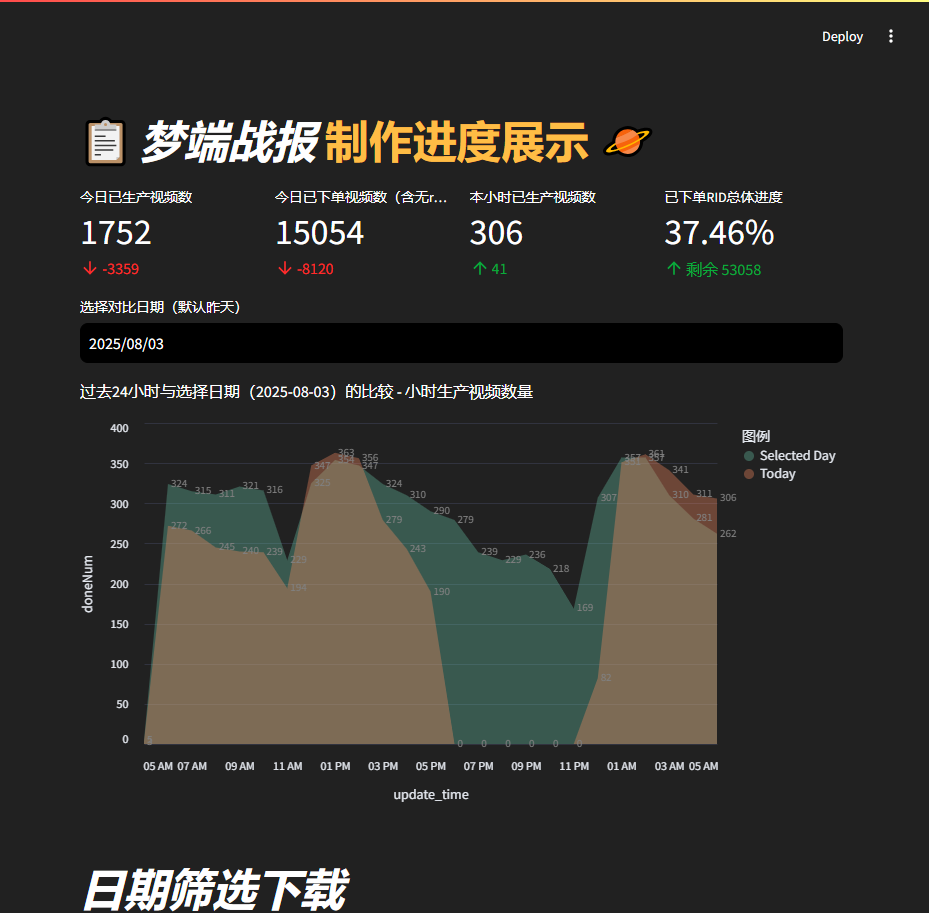 Deploy
梦端战报 制作进度展示
今日已生产视频数 今日已下单视频数（含无r... 本小时已生产视频数 已下单RID总体进度
1752 15054 306 37.46%
-3359 -8120 41 剩余 53058
选择对比日期（默认昨天）
2025/08/03
过去24小时与选择日期（2025-08-03）的比较 - 小时生产视频数量
图例
Selected Day
Today
doneNum
400
350
300
250
200
150
100
50
0
324 315 311 321 316 229 347 363 356 347 324 310 290 279 239 229 236 218 169 307 357 361 357 341 310 311 306
272 266 245 240 239 194 325 354 279 243 190 0 0 0 0 0 0 82 281 262
05 AM 07 AM 09 AM 11 AM 01 PM 03 PM 05 PM 07 PM 09 PM 11 PM 01 AM 03 AM 05 AM
update_time
日期筛选下载